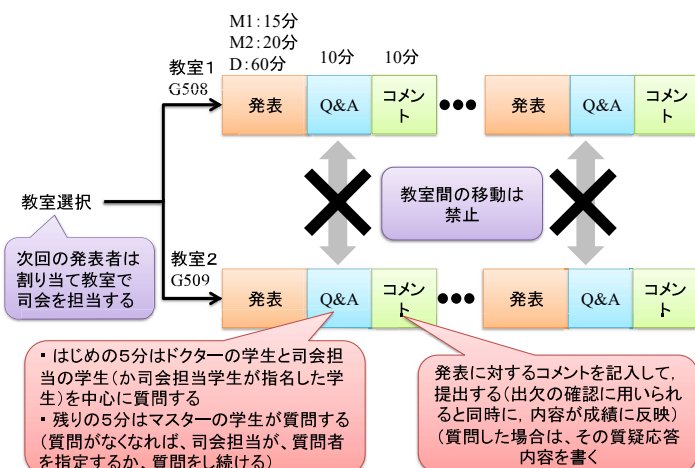 M1:15分
M2:20分
D:60分
10分
10分
教室1
G508
発表
Q&A
コメン
ト
●●●
発表
Q&A
コメン
ト
教室選択
教室間の移動は
禁止
次回の発表者は
割り当て教室で
司会を担当する
教室2
G509
発表
Q&A
コメン
ト
●●●
発表
Q&A
コメン
ト
・はじめの5分はドクターの学生と司会担
当の学生(か司会担当学生が指名した学
生)を中心に質問する
・残りの5分はマスターの学生が質問する
(質問がなくなれば、司会担当が、質問者
を指定するか、質問をし続ける)
発表に対するコメントを記入して,
提出する(出欠の確認に用いられ
ると同時に, 内容が成績に反映)
(質問した場合は、その質疑応答
内容を書く